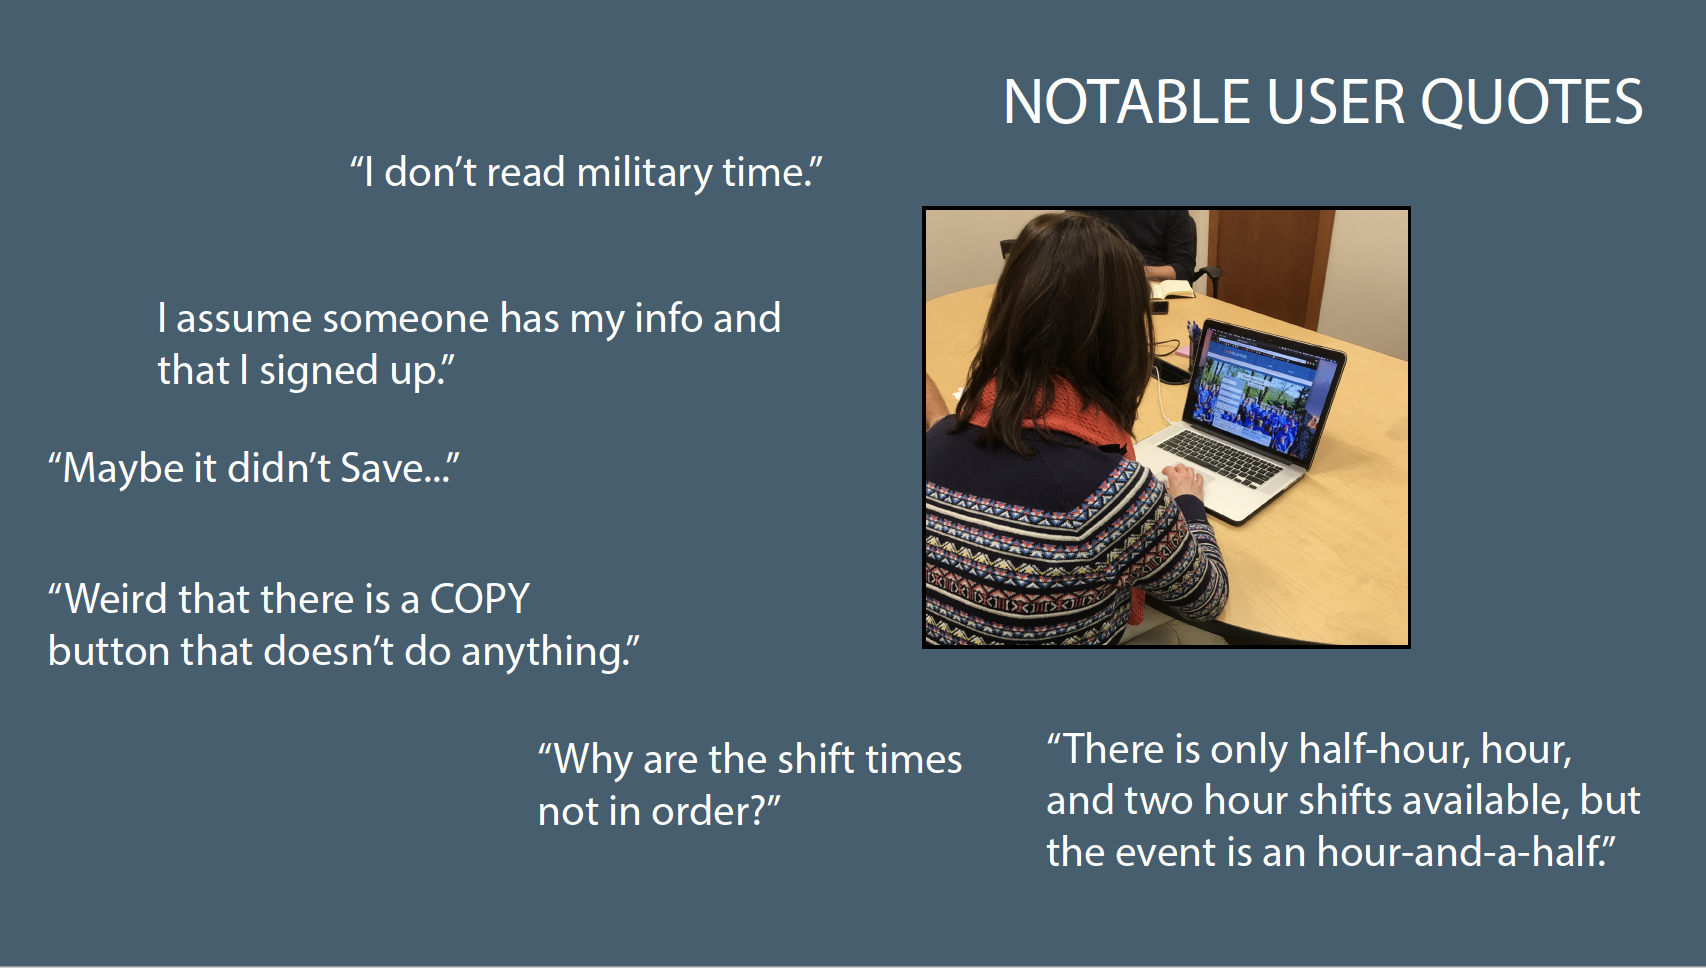 NOTABLE USER QUOTES
“I don’t read military time.”
I assume someone has my info and
that I signed up.”
“Maybe it didn’t Save...”
“Weird that there is a COPY
button that doesn’t do anything.”
“Why are the shift times
not in order?”
“There is only half-hour, hour,
and two hour shifts available, but
the event is an hour-and-a-half.”